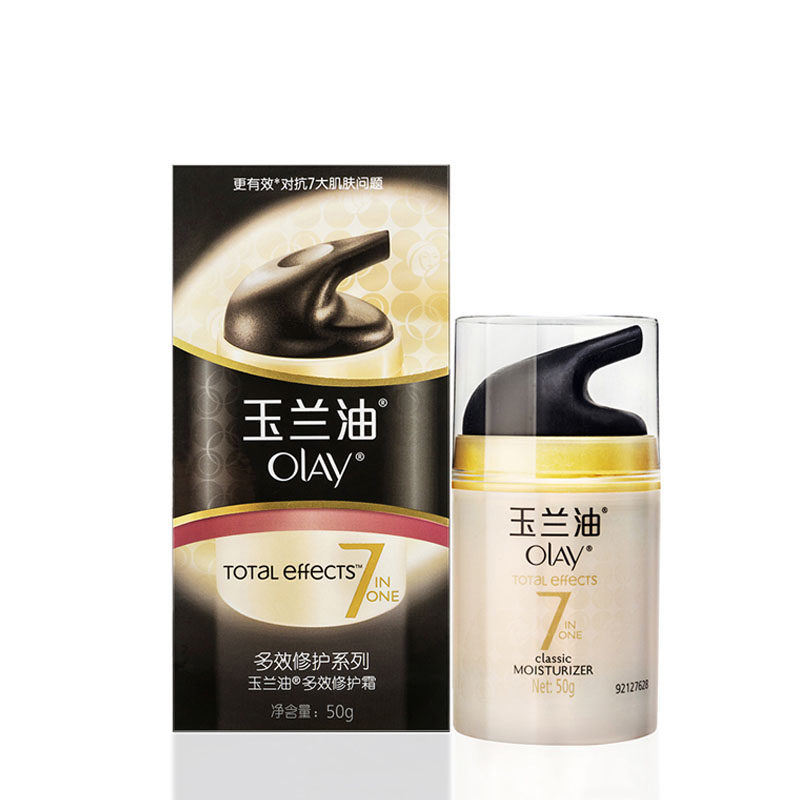 更有效*对抗7大肌肤问题
玉兰油®
OLAY®
TOTAL effects™ 7 IN ONE
多效修护系列
玉兰油®多效修护霜
净含量：50g
玉兰油®
OLAY®
TOTAL effects
7 IN ONE
classic
MOISTURIZER
Net: 50g
92127628